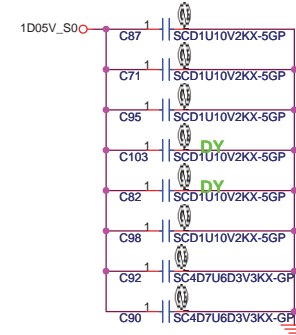 1D05V_S0
1
C87 SCD1U10V2KX-5GP
1
C71 SCD1U10V2KX-5GP
1
C95 SCD1U10V2KX-5GP
1 DY
C103 SCD1U10V2KX-5GP
1 DY
C82 SCD1U10V2KX-5GP
1
C98 SCD1U10V2KX-5GP
1
C92 SC4D7U6D3V3KX-GP
1
C90 SC4D7U6D3V3KX-GP